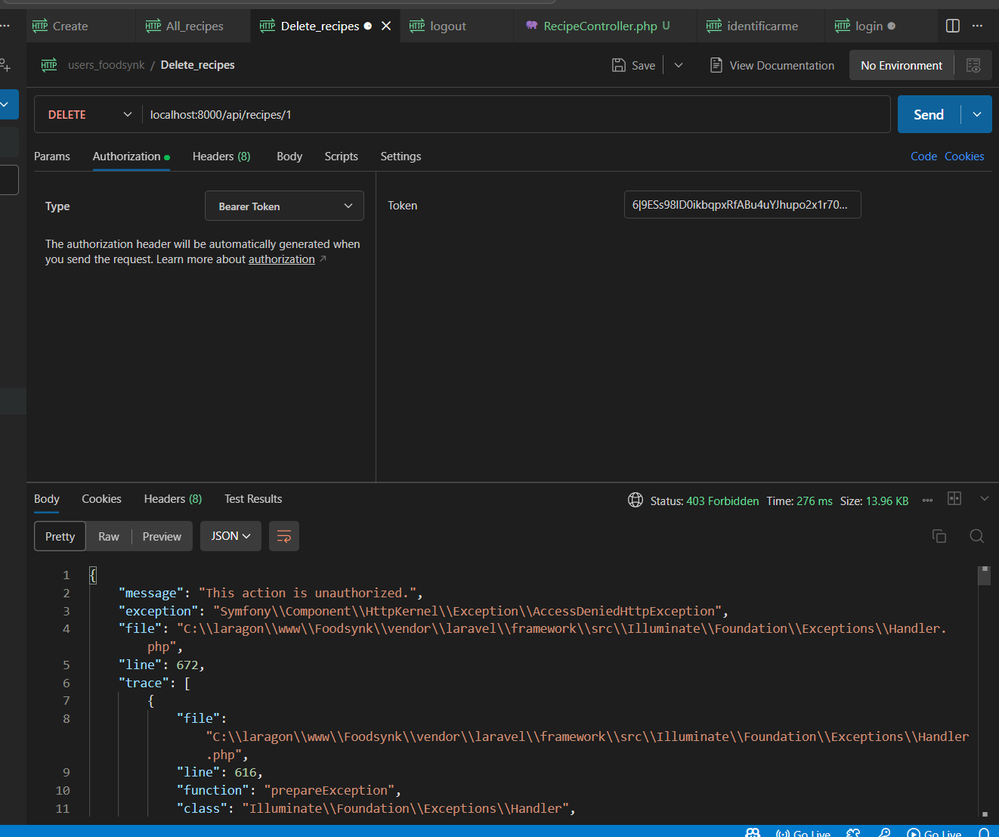 Create
All_recipes
Delete_recipes
logout
RecipeController.php U
identificarme
login
users_foodsynk / Delete_recipes
Save
View Documentation
No Environment
DELETE
localhost:8000/api/recipes/1
Send
Params
Authorization
Headers (8)
Body
Scripts
Settings
Code
Cookies
Type
Bearer Token
Token
6|9ESs98lD0ikbqpxRfABu4uYJhupo2x1r70...
The authorization header will be automatically generated when
you send the request. Learn more about authorization
Body
Cookies
Headers (8)
Test Results
Status: 403 Forbidden Time: 276 ms Size: 13.96 KB
Pretty
Raw
Preview
JSON
1 {
2 "message": "This action is unauthorized.",
3 "exception": "Symfony\\Component\\HttpKernel\\Exception\\AccessDeniedHttpException",
4 "file": "C:\\laragon\\www\\Foodsynk\\vendor\\laravel\\framework\\src\\Illuminate\\Foundation\\Exceptions\\Handler.
php",
5 "line": 672,
6 "trace": [
7 {
8 "file":
"C:\\laragon\\www\\Foodsynk\\vendor\\laravel\\framework\\src\\Illuminate\\Foundation\\Exceptions\\Handler
.php",
9 "line": 616,
10 "function": "prepareException",
11 "class": "Illuminate\\Foundation\\Exceptions\\Handler",
Go Live
Go Live